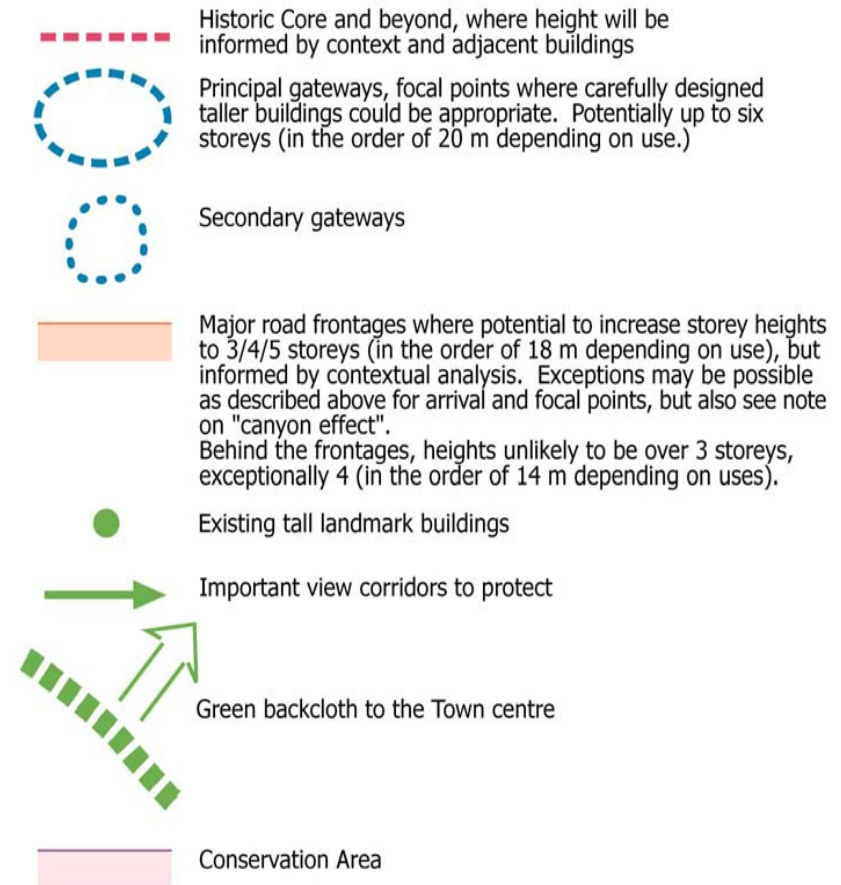 Historic Core and beyond, where height will be
informed by context and adjacent buildings
Principal gateways, focal points where carefully designed
taller buildings could be appropriate. Potentially up to six
storeys (in the order of 20 m depending on use.)
Secondary gateways
Major road frontages where potential to increase storey heights
to 3/4/5 storeys (in the order of 18 m depending on use), but
informed by contextual analysis. Exceptions may be possible
as described above for arrival and focal points, but also see note
on "canyon effect".
Behind the frontages, heights unlikely to be over 3 storeys,
exceptionally 4 (in the order of 14 m depending on uses).
Existing tall landmark buildings
Important view corridors to protect
Green backcloth to the Town centre
Conservation Area